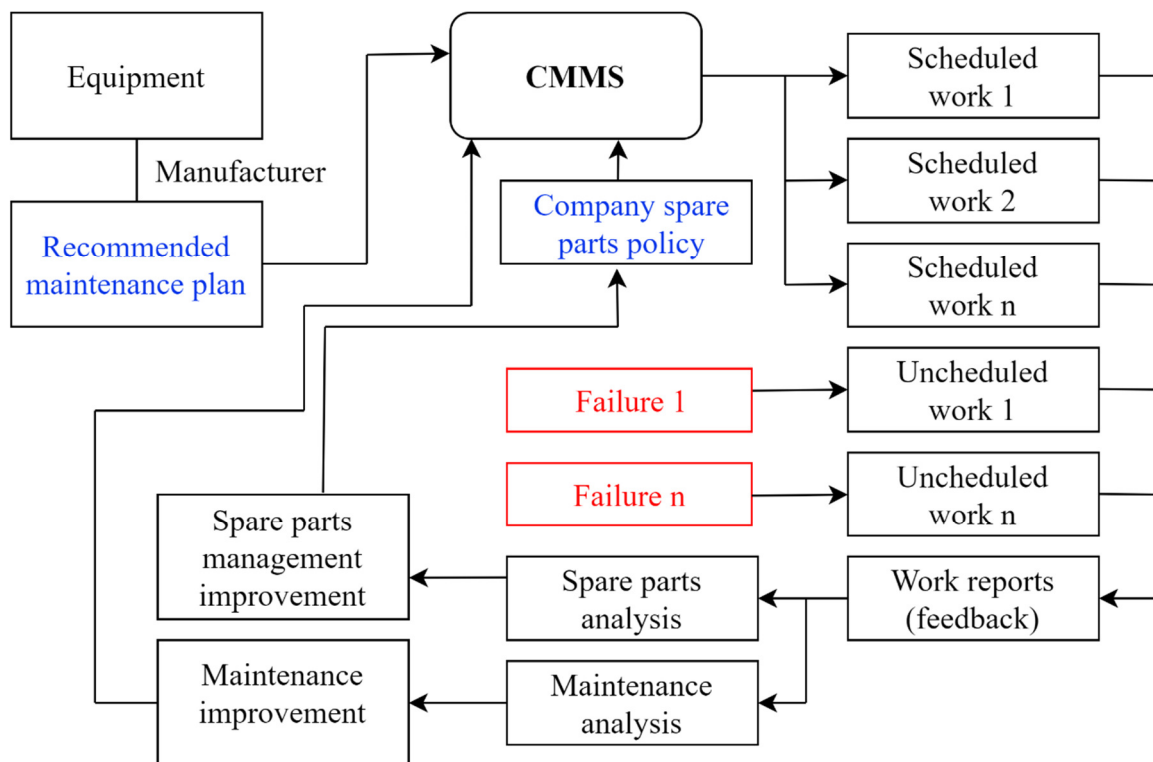 Equipment
CMMS
Scheduled
work 1
Manufacturer
Scheduled
work 2
Recommended
maintenance plan
Company spare
parts policy
Scheduled
work n
Failure 1
Uncheduled
work 1
Failure n
Uncheduled
work n
Spare parts
management
improvement
Spare parts
analysis
Work reports
(feedback)
Maintenance
improvement
Maintenance
analysis